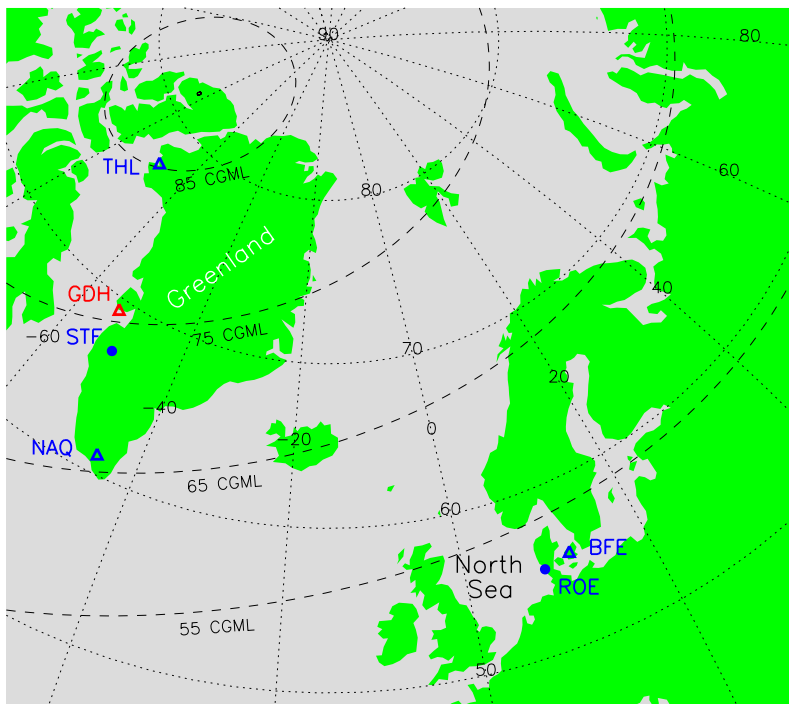 90
80
THL
85 CGML
60
80
Greenland
GDH
40
-60
STF
75 CGML
70
20
-40
0
-20
NAQ
65 CGML
60
North
Sea
BFE
ROE
55 CGML
50